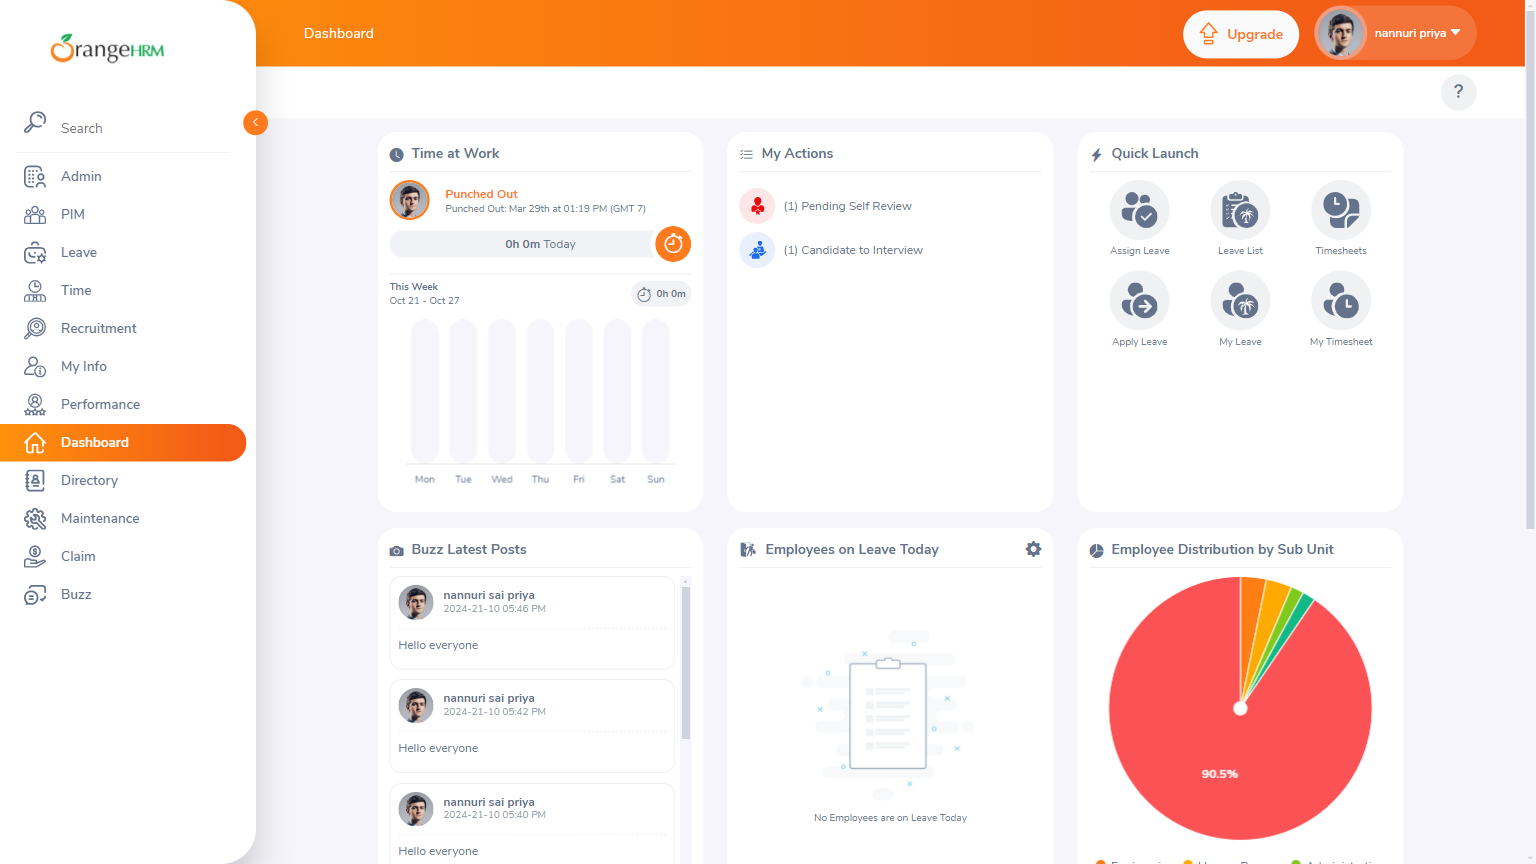 OrangeHRM
Search
Admin
PIM
Leave
Time
Recruitment
My Info
Performance
Dashboard
Directory
Maintenance
Claim
Buzz
Dashboard
Upgrade
nannuri priya
?
Time at Work
Punched Out
Punched Out: Mar 29th at 01:19 PM (GMT 7)
0h 0m Today
This Week
Oct 21 - Oct 27
0h 0m
Mon Tue Wed Thu Fri Sat Sun
My Actions
(1) Pending Self Review
(1) Candidate to Interview
Quick Launch
Assign Leave Leave List Timesheets
Apply Leave My Leave My Timesheet
Buzz Latest Posts
nannuri sai priya
2024-21-10 05:46 PM
Hello everyone
nannuri sai priya
2024-21-10 05:42 PM
Hello everyone
nannuri sai priya
2024-21-10 05:40 PM
Hello everyone
Employees on Leave Today
No Employees are on Leave Today
Employee Distribution by Sub Unit
90.5%